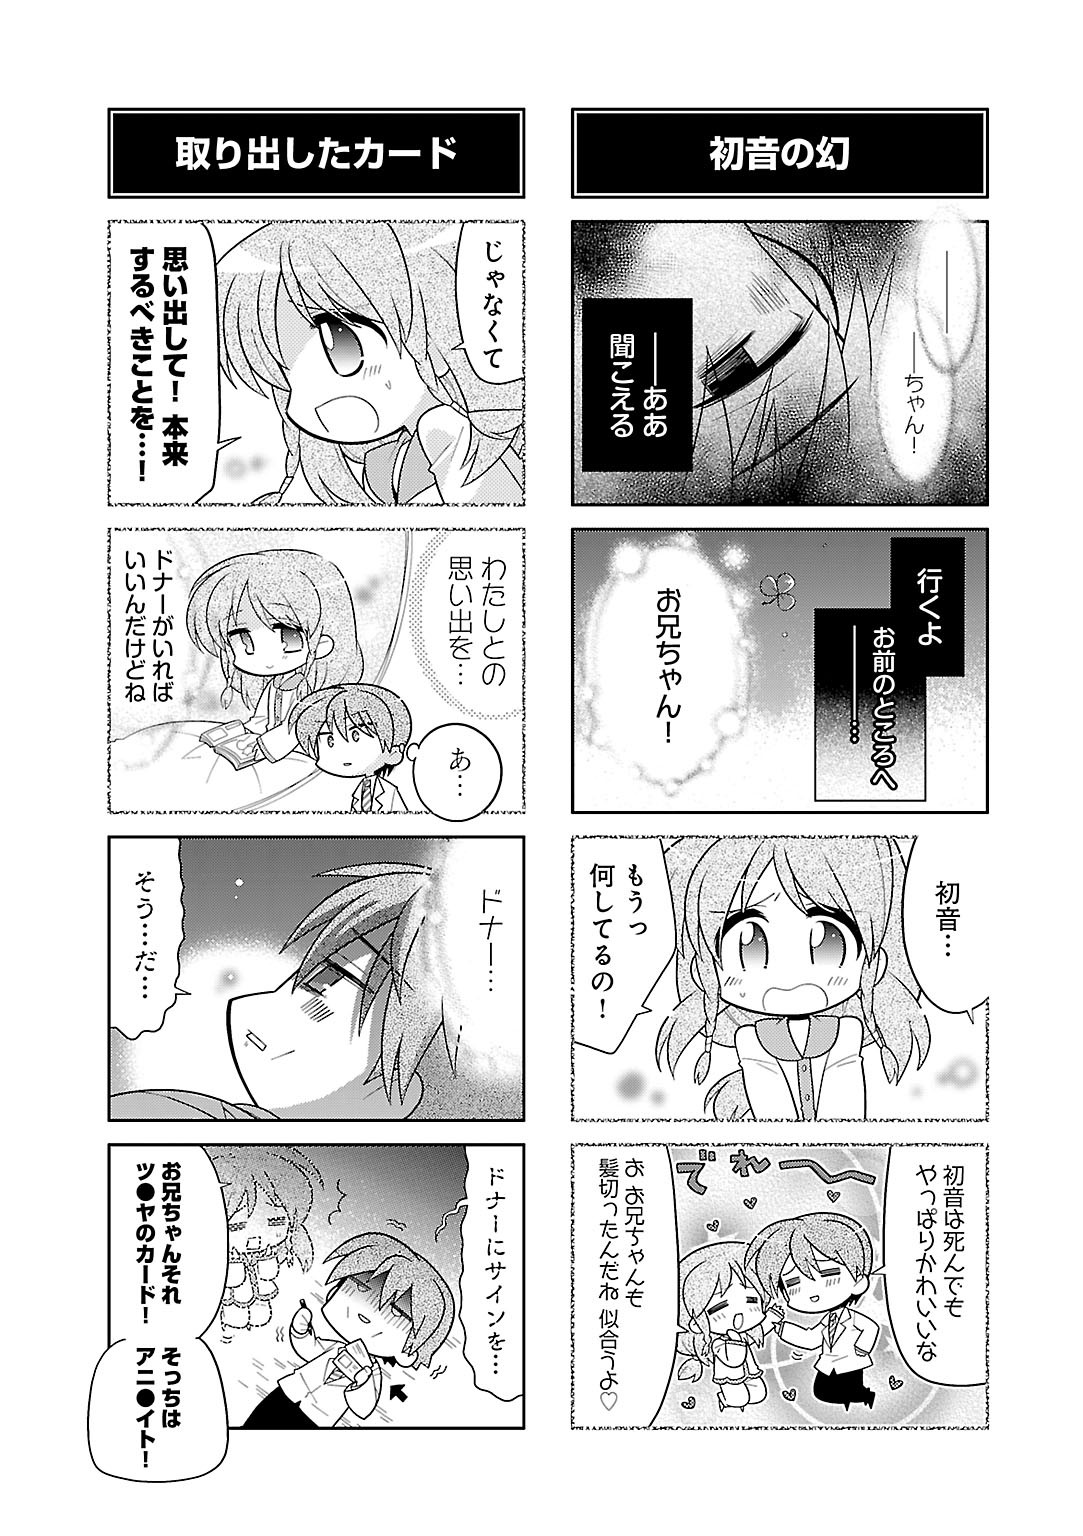 初音の幻
――
――ちゃん!
――ああ
聞こえる
行くよ
お前のところへ
――…
お兄ちゃん!
初音…
もうっ
何してるの!
初音は死んでも
やっぱりかわいいな
でれ~~
お お兄ちゃんも
髪切ったんだね 似合うよ♡
取り出したカード
じゃなくて
思い出して! 本来
するべきことを…!
わたしとの
思い出を…
ドナーがいれば
いいんだけどね
あ…
ドナー…
そう…だ…
ドナーにサインを…
お兄ちゃんそれ
ツ●ヤのカード!
そっちは
アニ●イト!